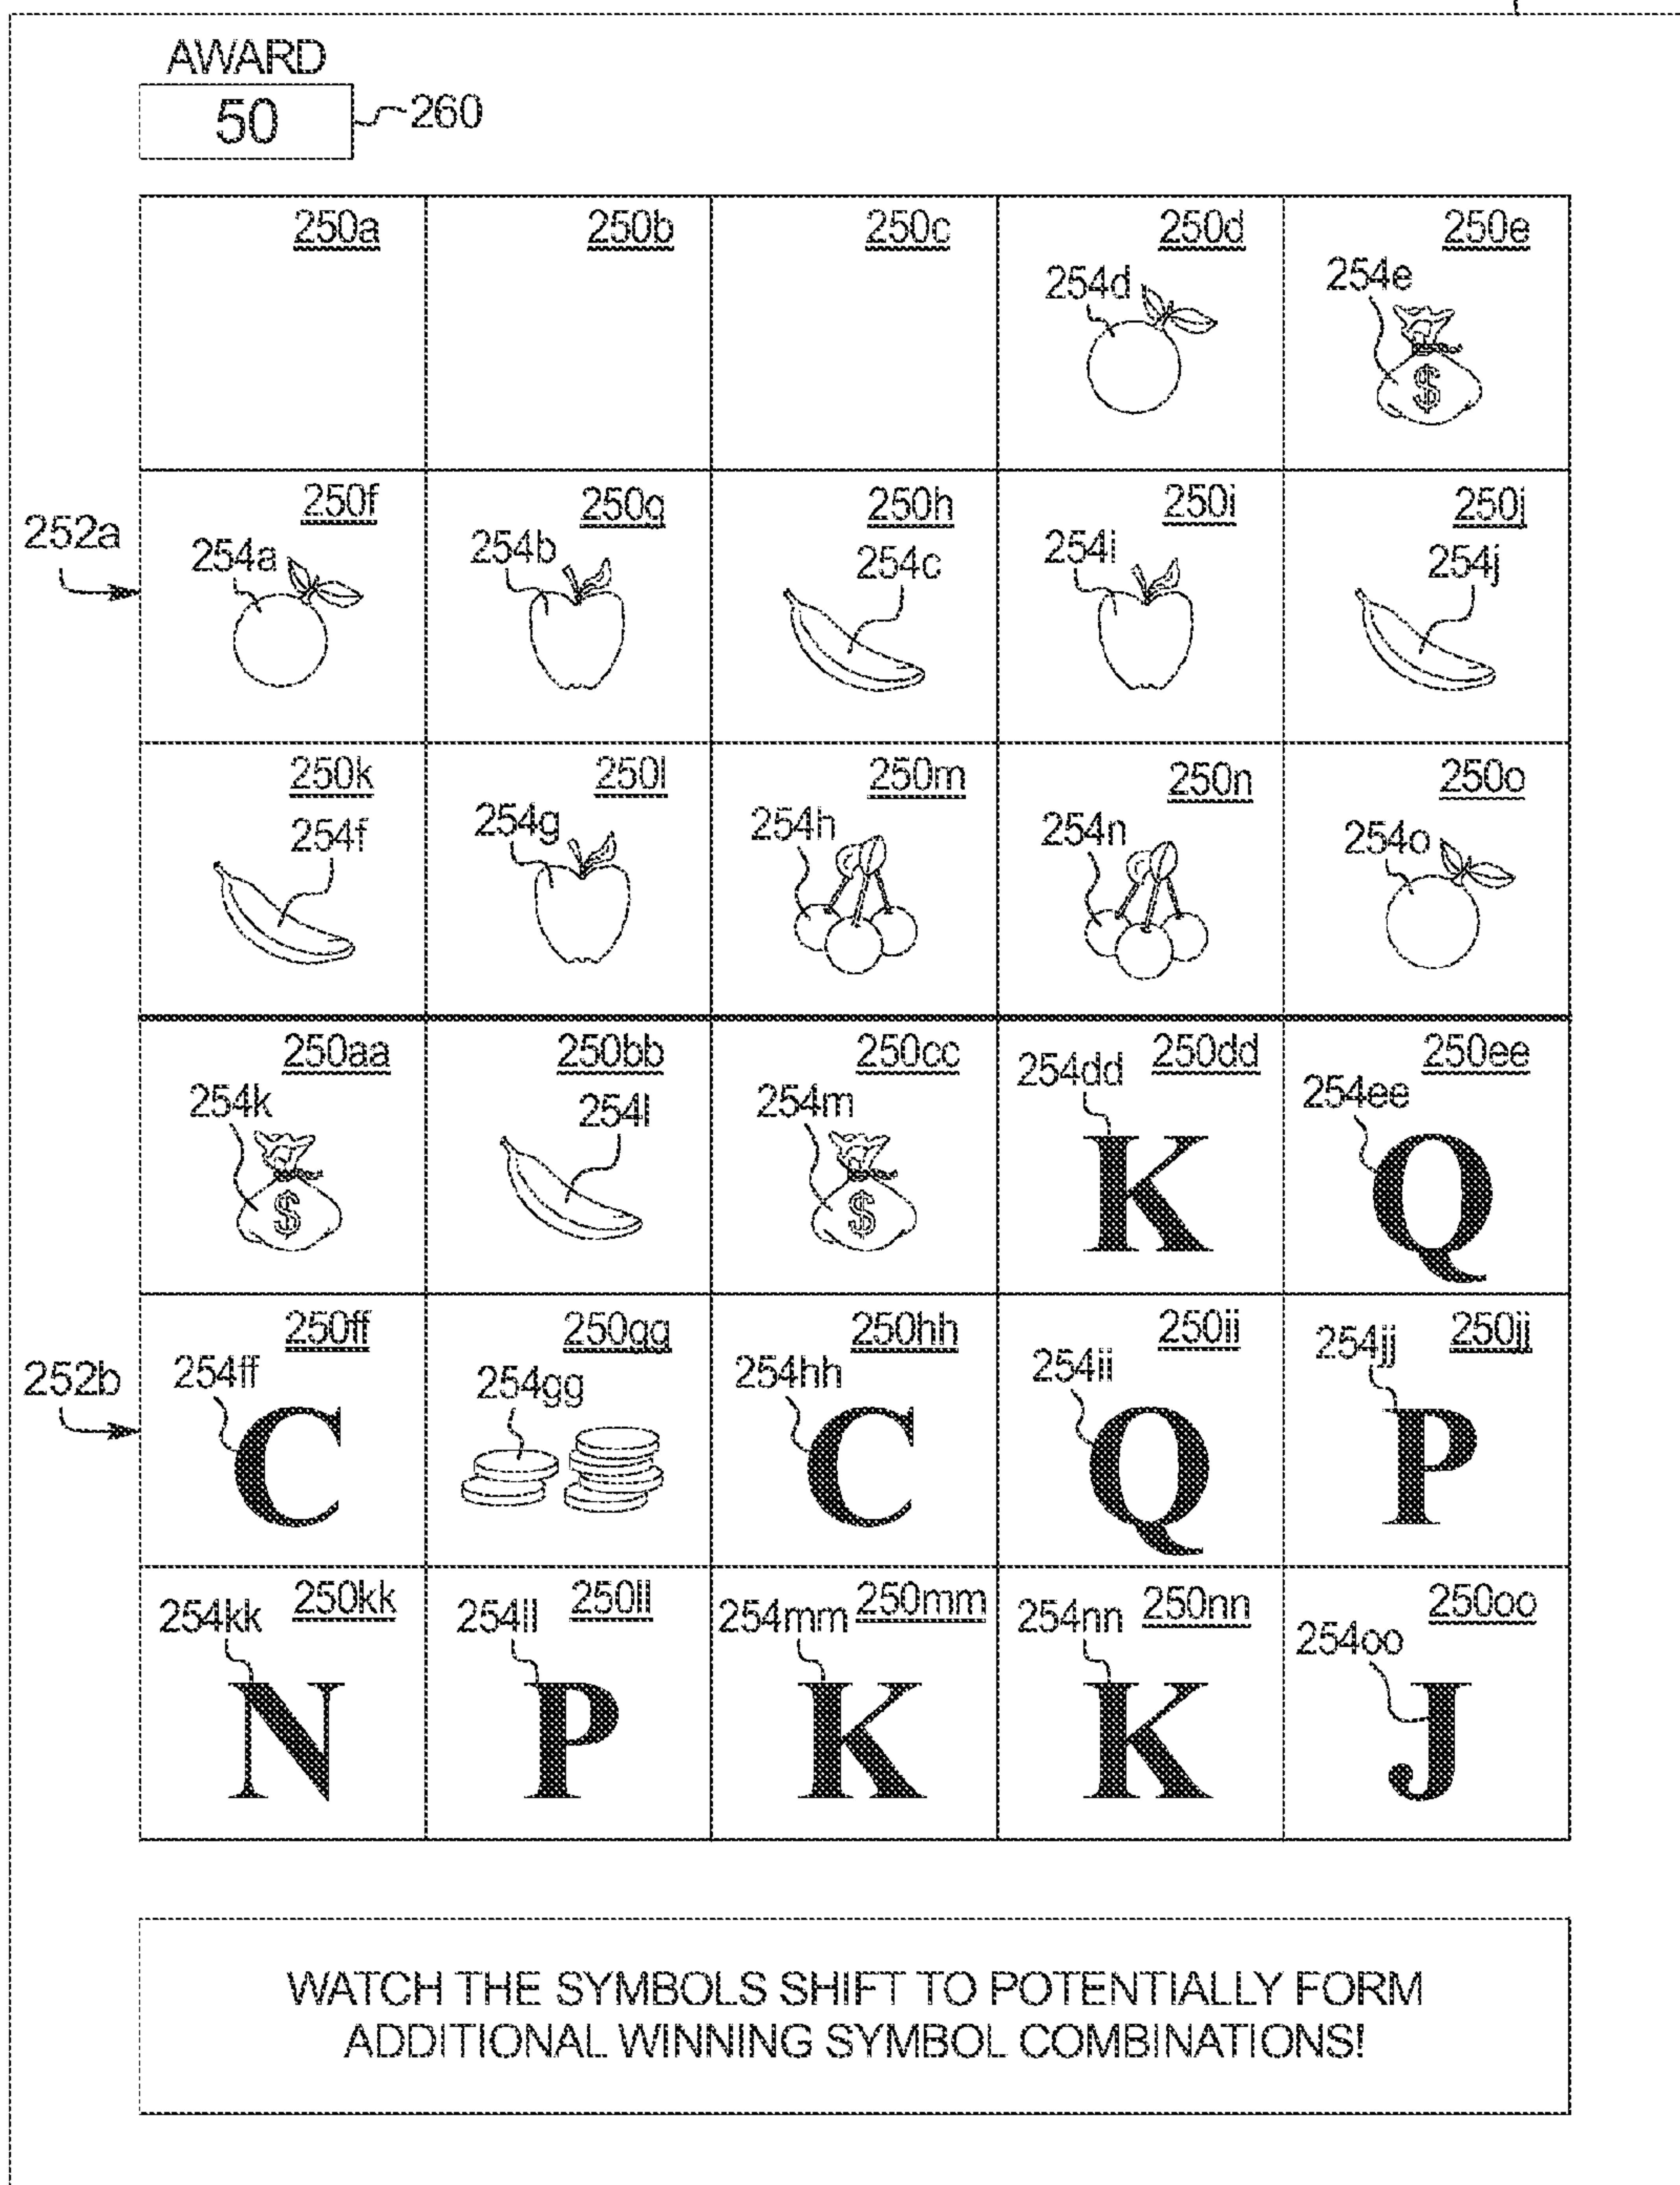 AWARD
50
260
250a 250b 250c 250d 250e
254d 254e
$
252a
250f 250g 250h 250i 250j
254a 254b 254c 254i 254j
250k 250l 250m 250n 250o
254f 254g 254h 254n 254o
250aa 250bb 250cc 254dd 250dd 250ee
254k 254l 254m 254ee
$ $ K Q
252b
250ff 250gg 250hh 250ii 254jj 250jj
254ff 254gg 254hh 254ii
C C Q P
254kk 250kk 254ll 250ll 254mm 250mm 254nn 250nn 250oo
254oo
N P K K J
WATCH THE SYMBOLS SHIFT TO POTENTIALLY FORM
ADDITIONAL WINNING SYMBOL COMBINATIONS!